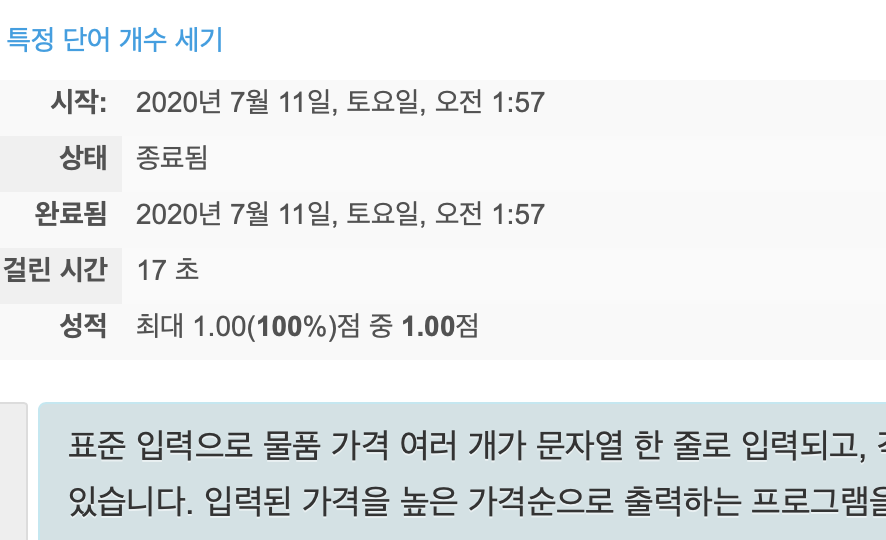 특정 단어 개수 세기
시작: 2020년 7월 11일, 토요일, 오전 1:57
상태 종료됨
완료됨 2020년 7월 11일, 토요일, 오전 1:57
걸린 시간 17 초
성적 최대 1.00(100%)점 중 1.00점
표준 입력으로 물품 가격 여러 개가 문자열 한 줄로 입력되고,
있습니다. 입력된 가격을 높은 가격순으로 출력하는 프로그램을